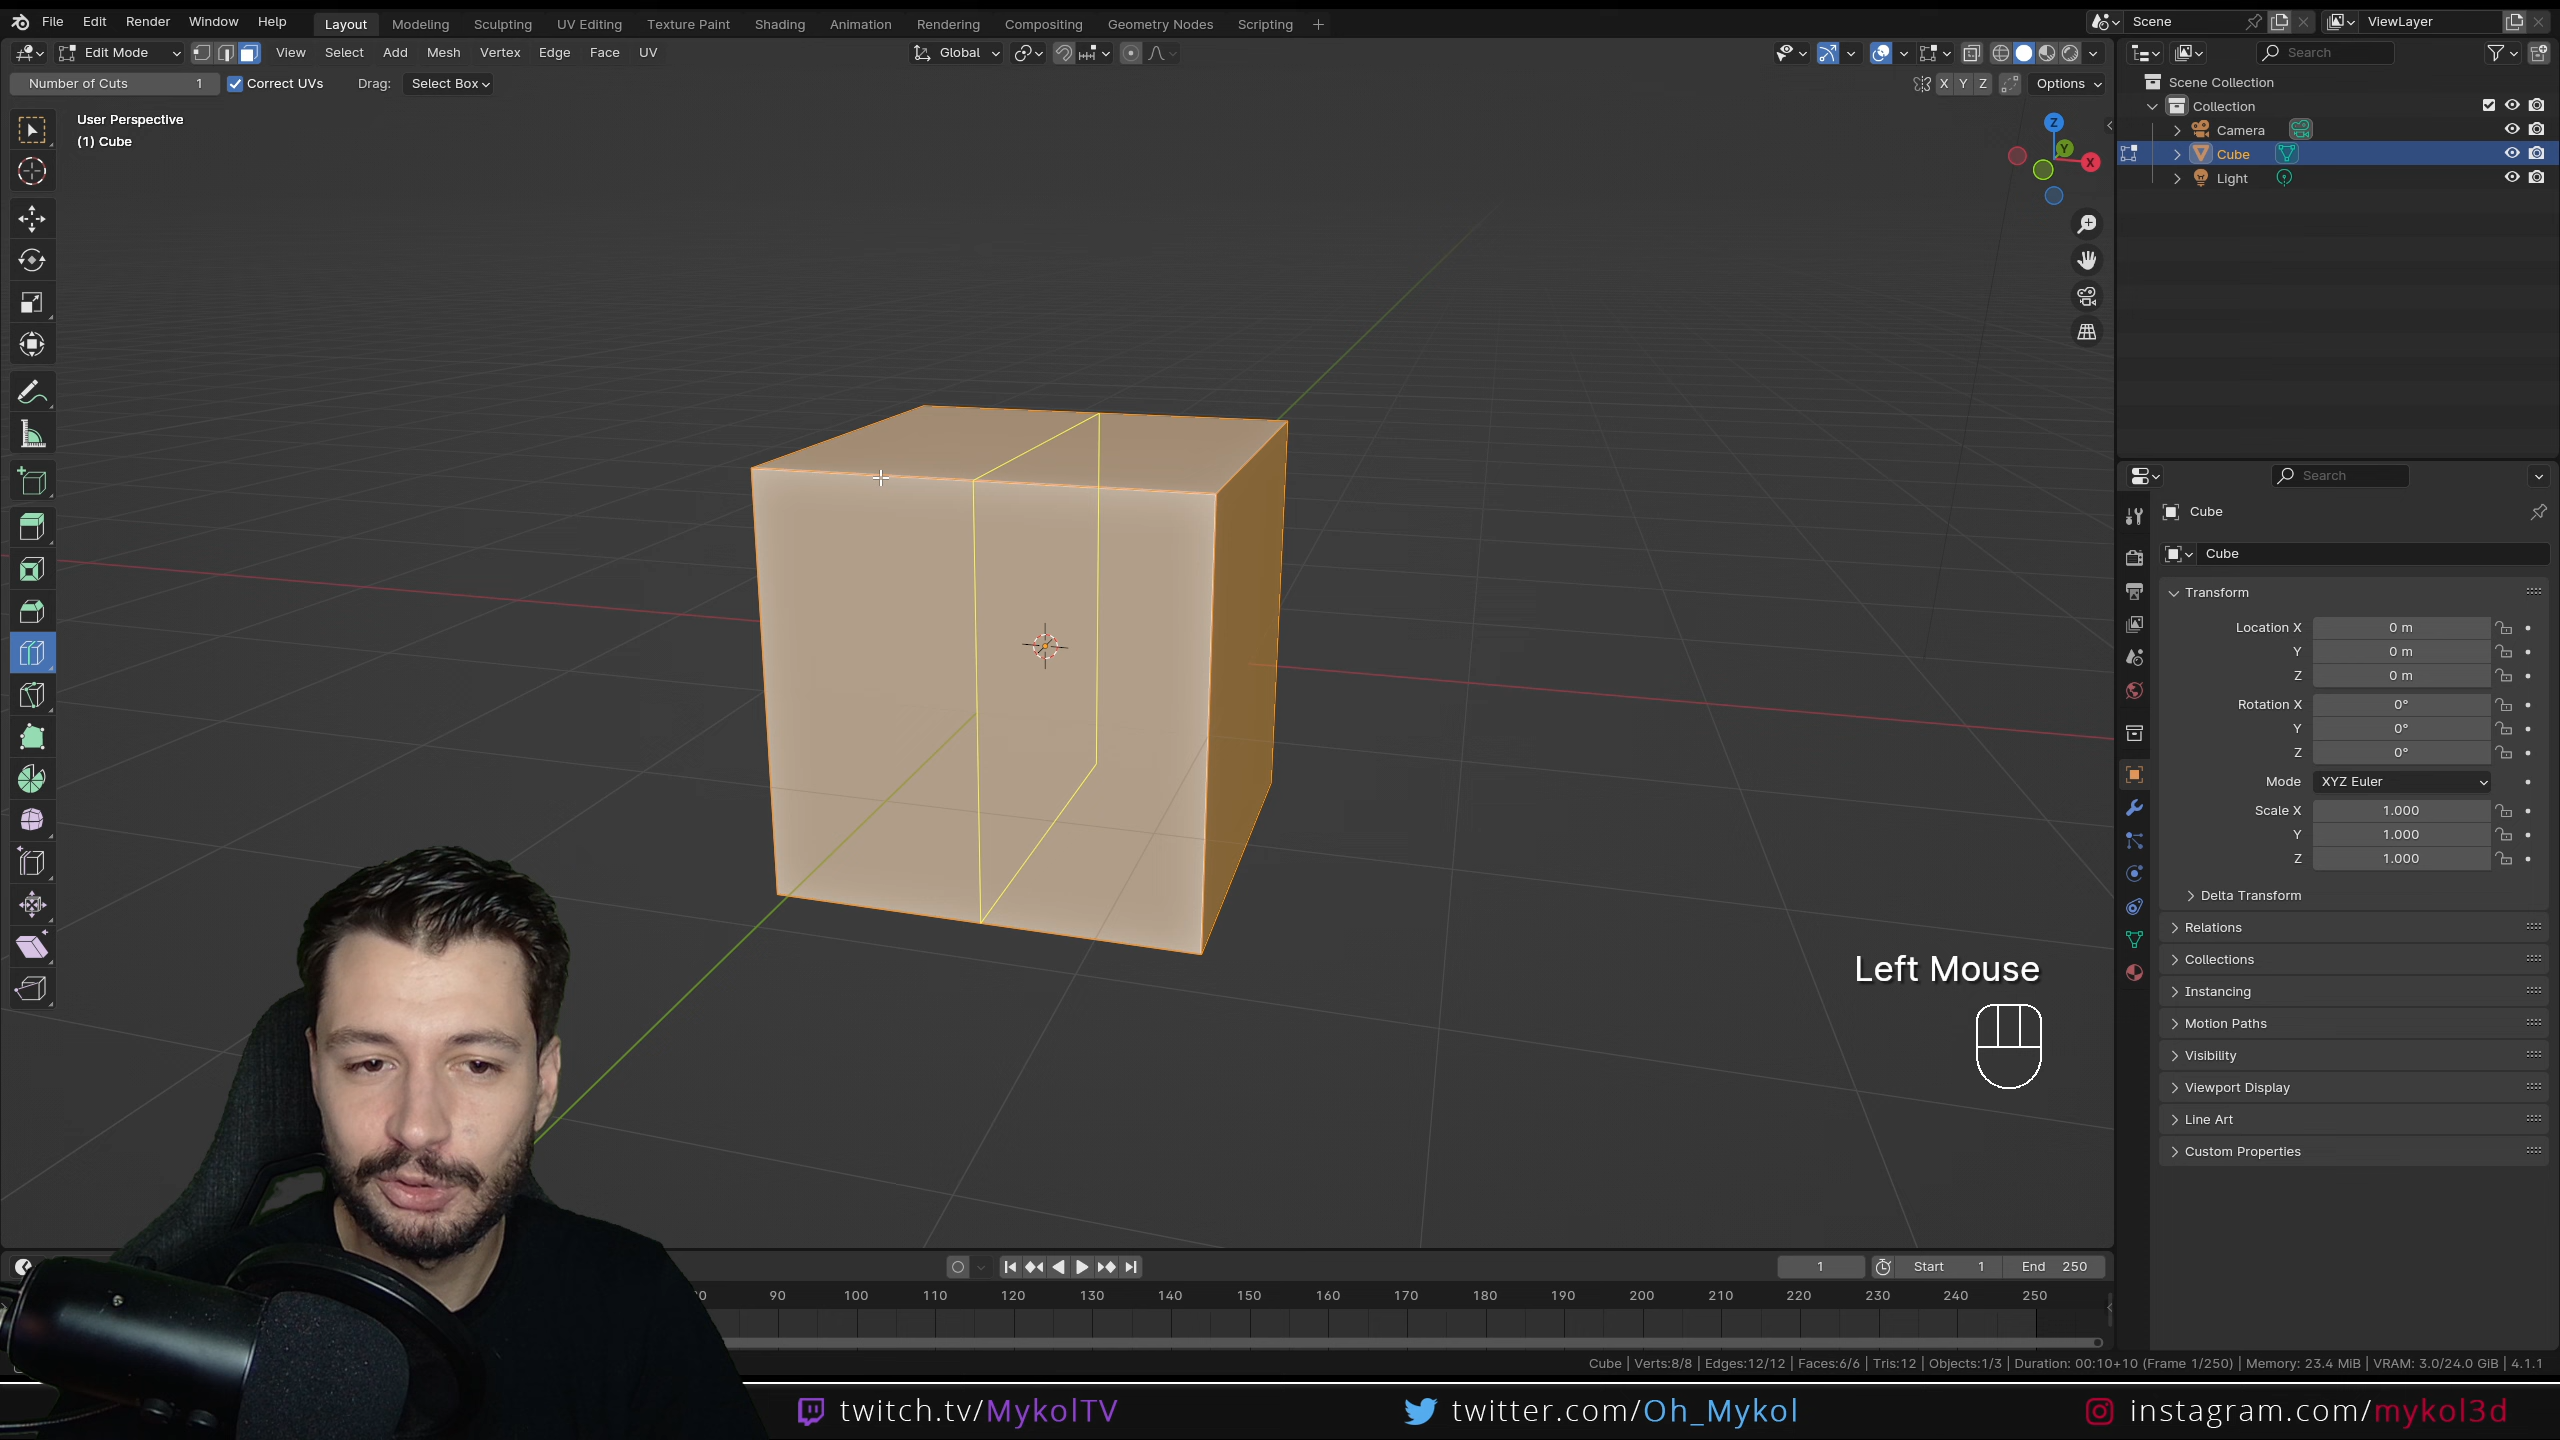 File Edit Render Window Help Layout Modeling Sculpting UV Editing Texture Paint Shading Animation Rendering Compositing Geometry Nodes Scripting Scene ViewLayer
Edit Mode View Select Add Mesh Vertex Edge Face UV Global Search
Number of Cuts 1 Correct UVs Drag: Select Box X Y Z Options
Scene Collection
Collection
Camera
Cube
Light
User Perspective
(1) Cube
Z
Y
X
Search
Cube
Cube
Transform
Location X 0 m
Y 0 m
Z 0 m
Rotation X 0°
Y 0°
Z 0°
Mode XYZ Euler
Scale X 1.000
Y 1.000
Z 1.000
Delta Transform
Relations
Collections
Instancing
Motion Paths
Visibility
Viewport Display
Line Art
Custom Properties
Left Mouse
1 Start 1 End 250
90 100 110 120 130 140 150 160 170 180 190 200 210 220 230 240 250
Cube | Verts:8/8 | Edges:12/12 | Faces:6/6 | Tris:12 | Objects:1/3 | Duration: 00:10+10 (Frame 1/250) | Memory: 23.4 MiB | VRAM: 3.0/24.0 GiB | 4.1.1
twitch.tv/MykolTV twitter.com/Oh_Mykol instagram.com/mykol3d